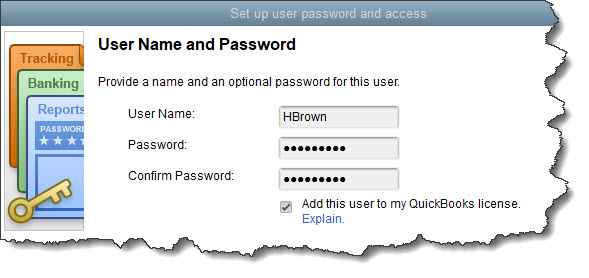 Set up user password and access
User Name and Password
Tracking
Banking
Reports
PASSWORD
★★★★
Provide a name and an optional password for this user.
User Name: HBrown
Password: •••••••••
Confirm Password: •••••••••
Add this user to my QuickBooks license.
Explain.